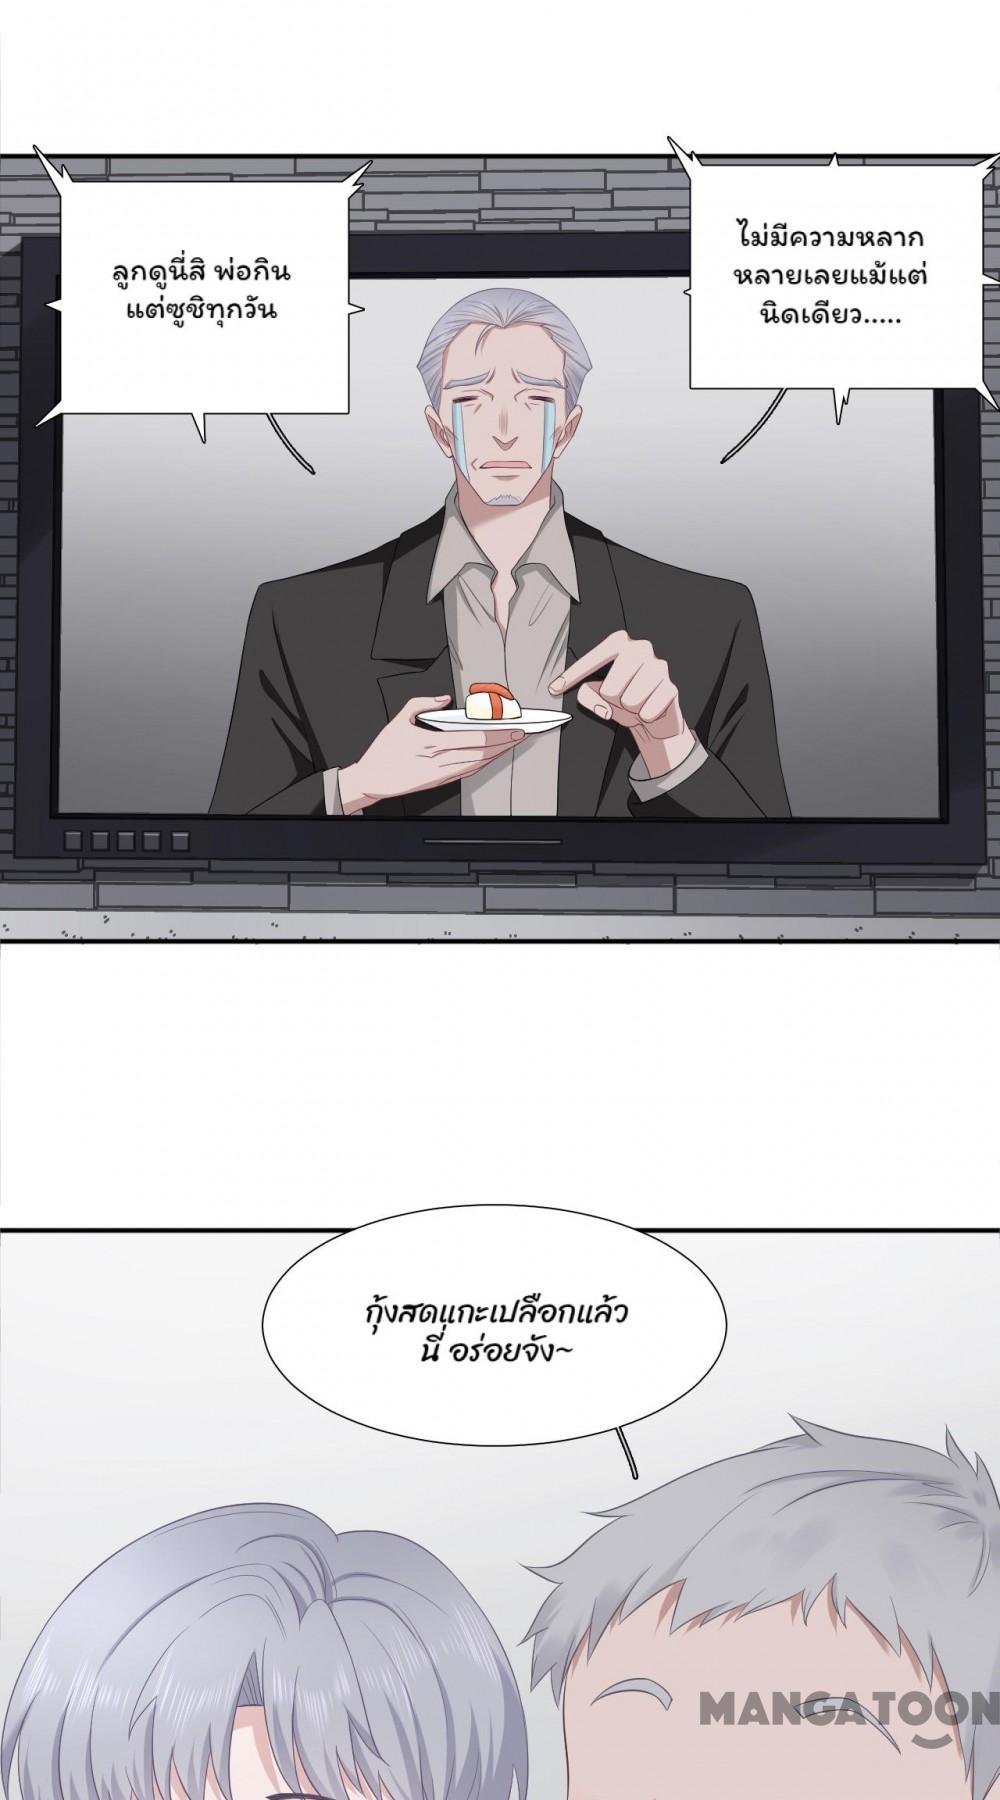 ลูกดูนี่สิ พ่อกิน
แต่ซูชิทุกวัน
ไม่มีความหลาก
หลายเลยแม้แต่
นิดเดียว.....
กุ้งสดแกะเปลือกแล้ว
นี่ อร่อยจัง~
MANGATOON